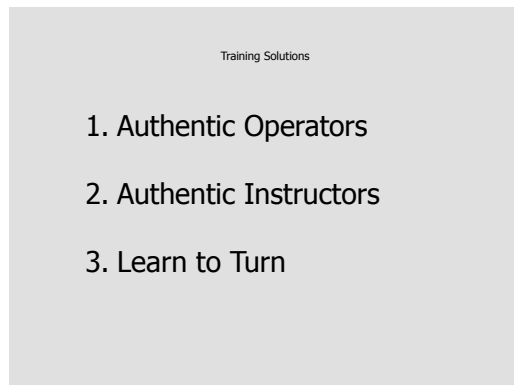 Training Solutions
1. Authentic Operators
2. Authentic Instructors
3. Learn to Turn